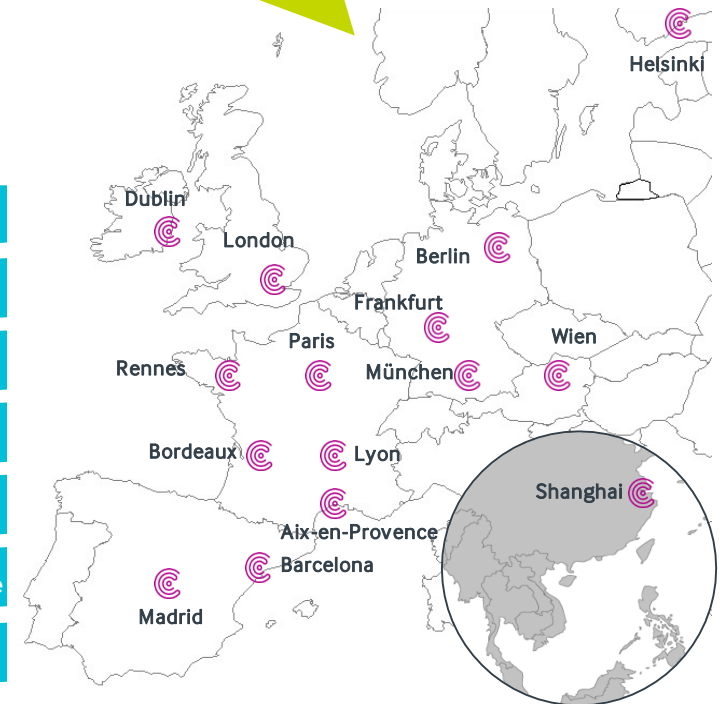 Helsinki
Dublin
London
Berlin
Frankfurt
Wien
Paris
Rennes
München
Bordeaux
Lyon
Shanghai
Aix-en-Provence
Barcelona
Madrid